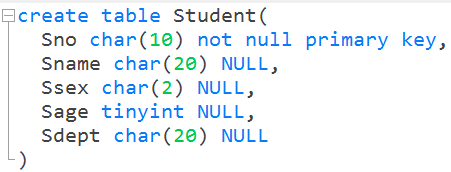 create table Student(
Sno char(10) not null primary key,
Sname char(20) NULL,
Ssex char(2) NULL,
Sage tinyint NULL,
Sdept char(20) NULL
)